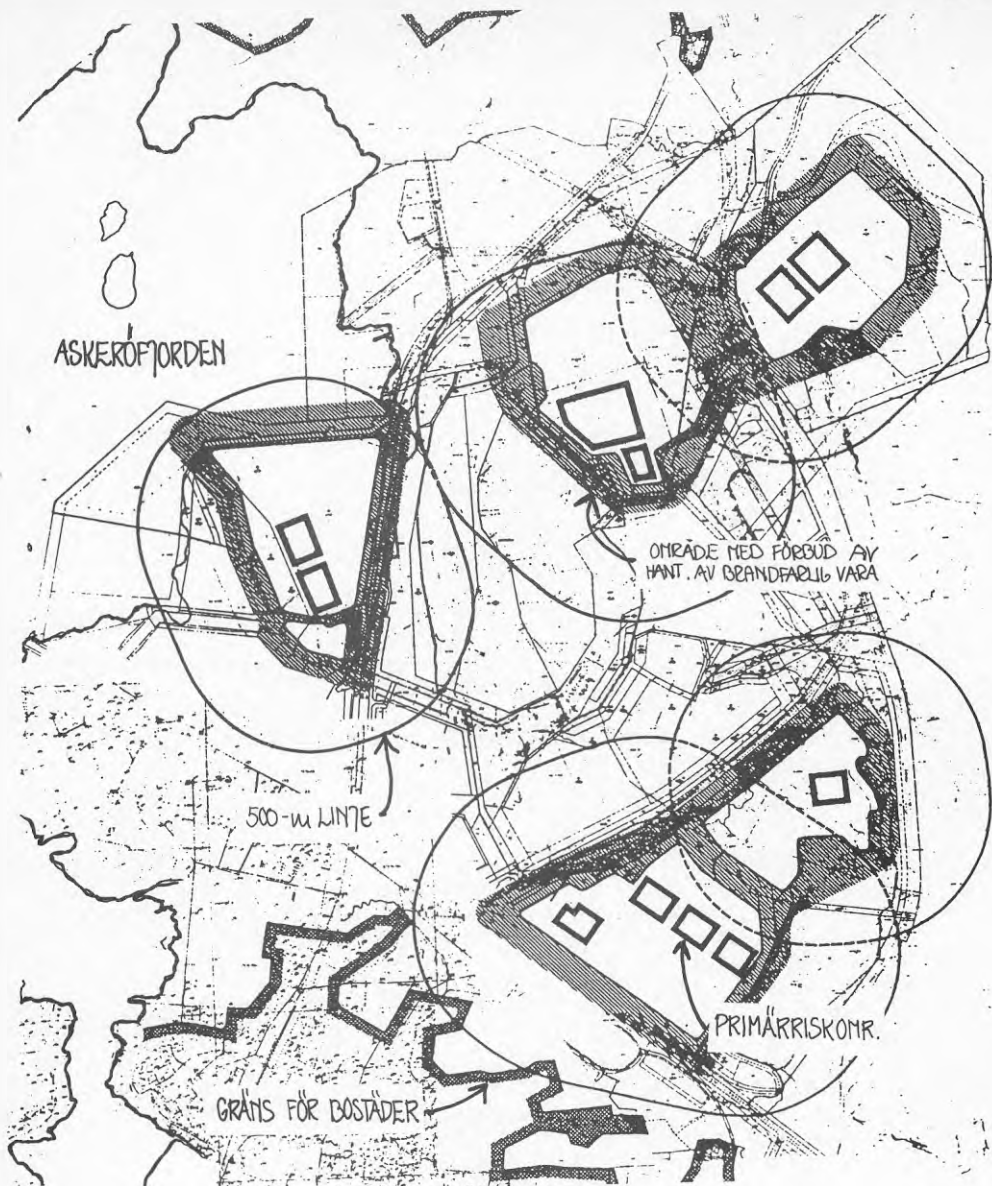 ASKERÖFJORDEN
OMRÅDE MED FÖRBUD AV
HANT. AV BRANDFARLIG VARA
500-m LINJE
PRIMÄRRISKOMR.
GRÄNS FÖR BOSTÄDER